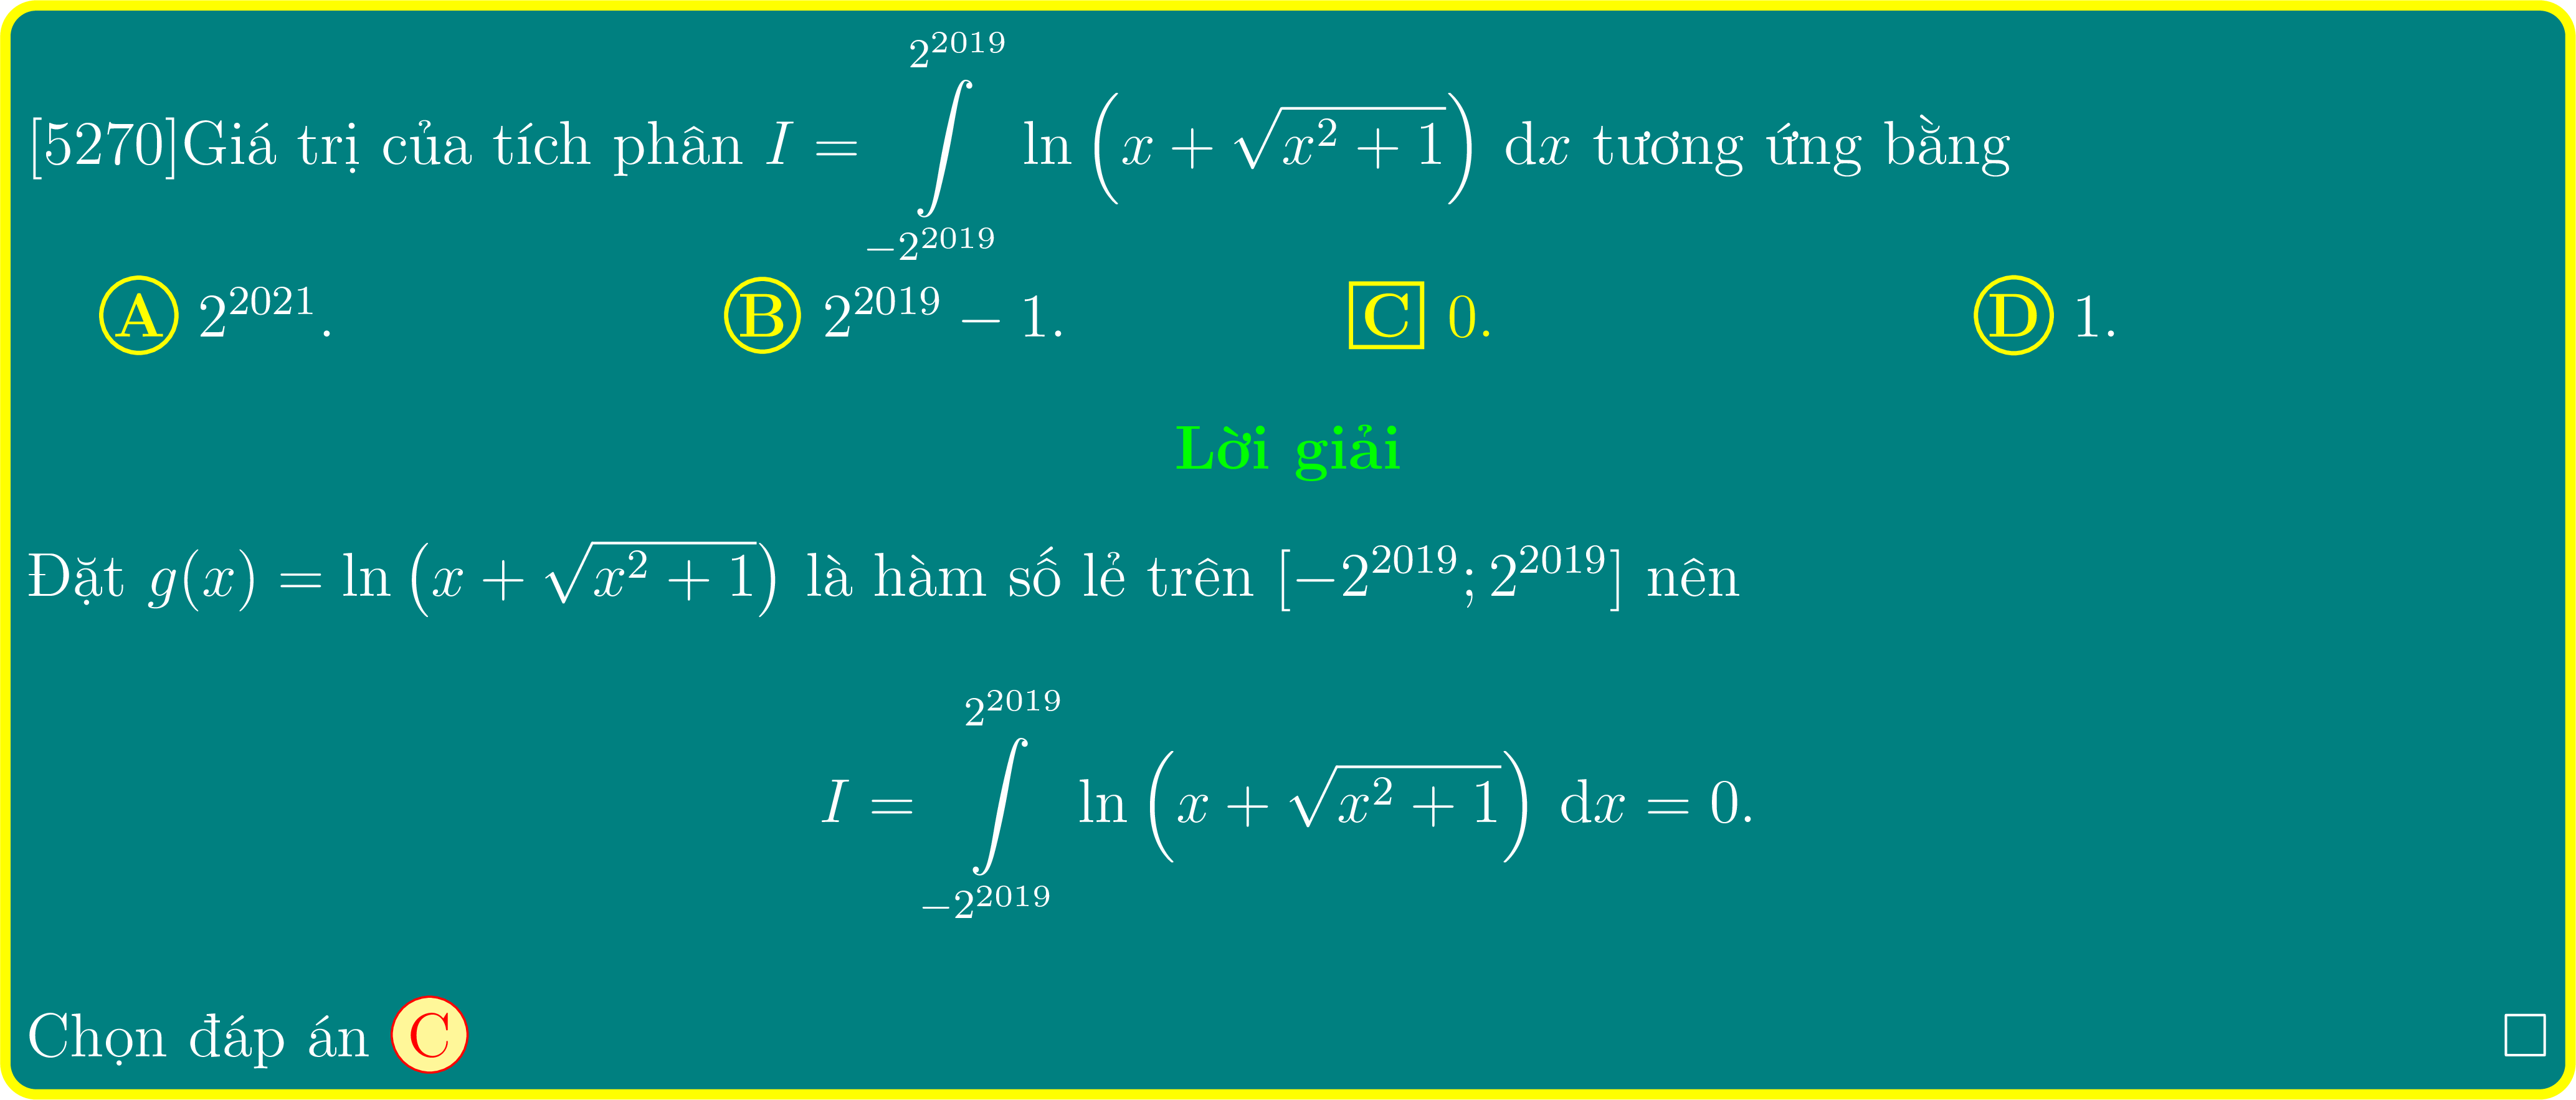 [5270]Giá trị của tích phân $I = \int\limits_{-2^{2019}}^{2^{2019}} \ln\left(x + \sqrt{x^2 + 1}\right) \mathrm{d}x$ tương ứng bằng
A $2^{2021}$. B $2^{2019} - 1$. C 0. D 1.
Lời giải
Đặt $g(x) = \ln\left(x + \sqrt{x^2 + 1}\right)$ là hàm số lẻ trên $[-2^{2019}; 2^{2019}]$ nên
$I = \int\limits_{-2^{2019}}^{2^{2019}} \ln\left(x + \sqrt{x^2 + 1}\right) \mathrm{d}x = 0.$
Chọn đáp án C □